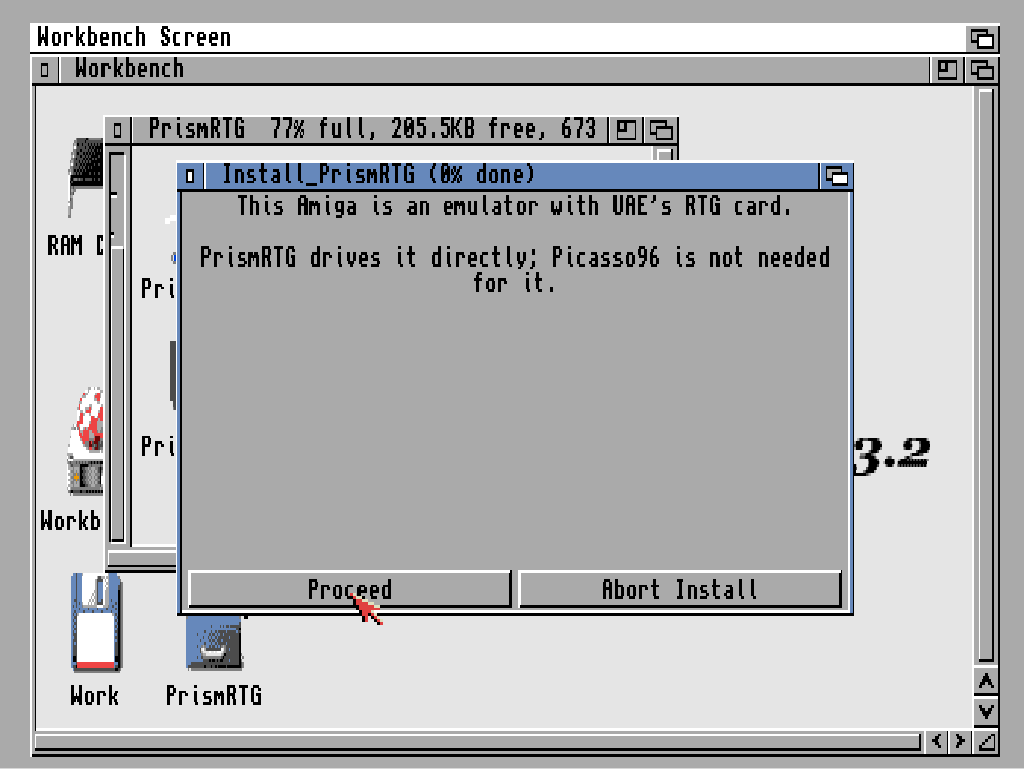 Workbench Screen
Workbench
PrismRTG  77% full, 205.5KB free, 673
Install_PrismRTG (0% done)
This Amiga is an emulator with UAE's RTG card.
PrismRTG drives it directly; Picasso96 is not needed
for it.
RAM
Pri
Pri
3.2
Workb
Proceed
Abort Install
Work
PrismRTG